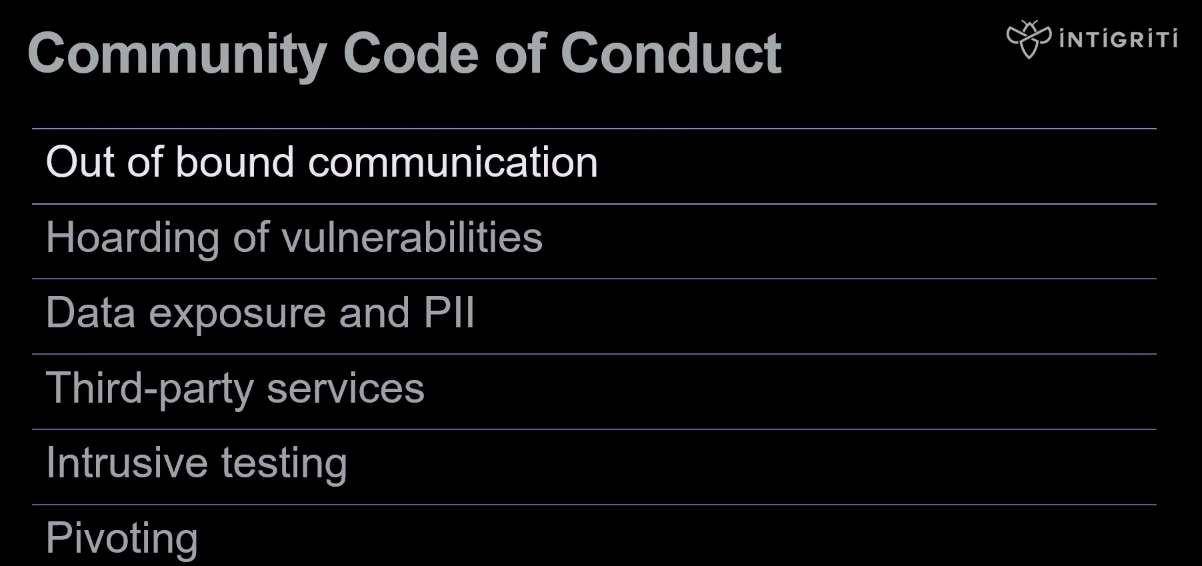 Community Code of Conduct
INTIGRITI
Out of bound communication
Hoarding of vulnerabilities
Data exposure and PII
Third-party services
Intrusive testing
Pivoting